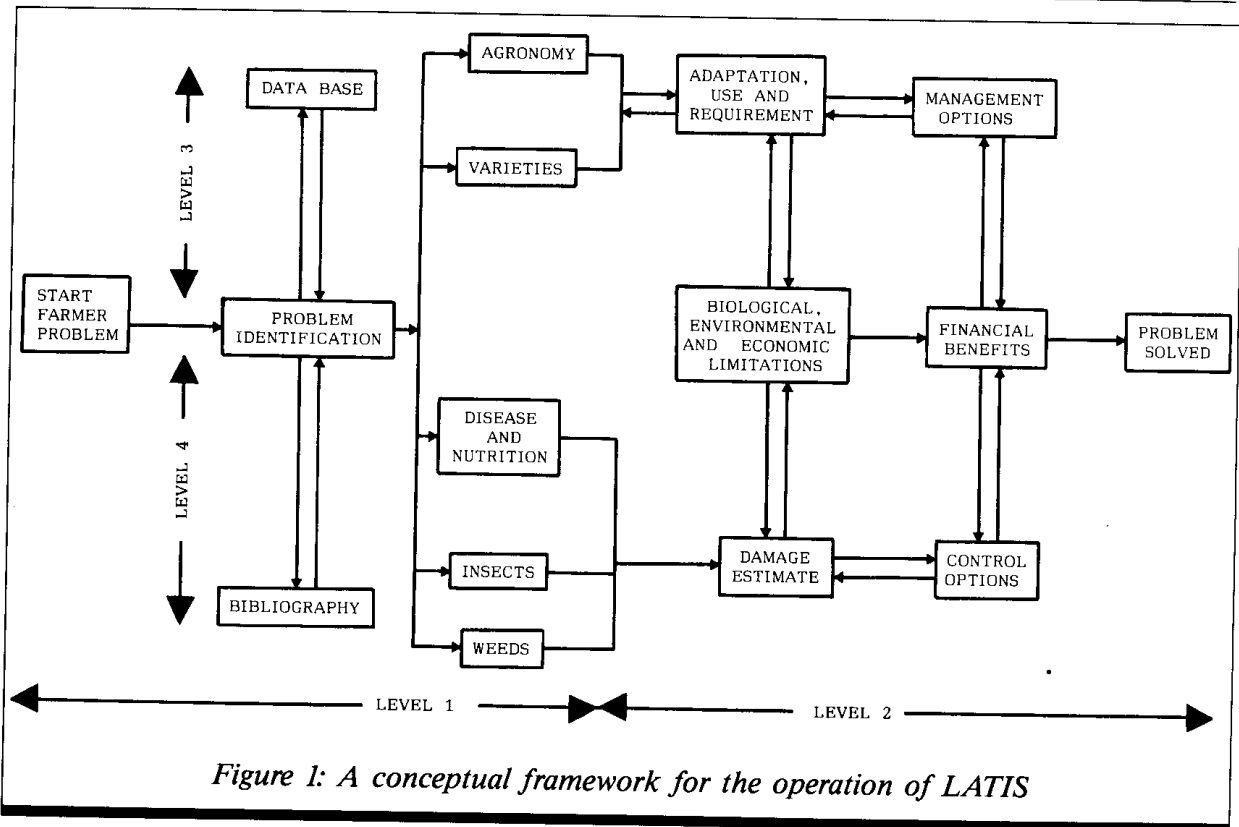 AGRONOMY
DATA BASE
ADAPTATION,
USE AND
REQUIREMENT
MANAGEMENT
OPTIONS
LEVEL 3
VARIETIES
START
FARMER
PROBLEM
PROBLEM
IDENTIFICATION
BIOLOGICAL,
ENVIRONMENTAL
AND ECONOMIC
LIMITATIONS
FINANCIAL
BENEFITS
PROBLEM
SOLVED
LEVEL 4
DISEASE
AND
NUTRITION
INSECTS
DAMAGE
ESTIMATE
CONTROL
OPTIONS
BIBLIOGRAPHY
WEEDS
LEVEL 1
LEVEL 2
Figure 1: A conceptual framework for the operation of LATIS